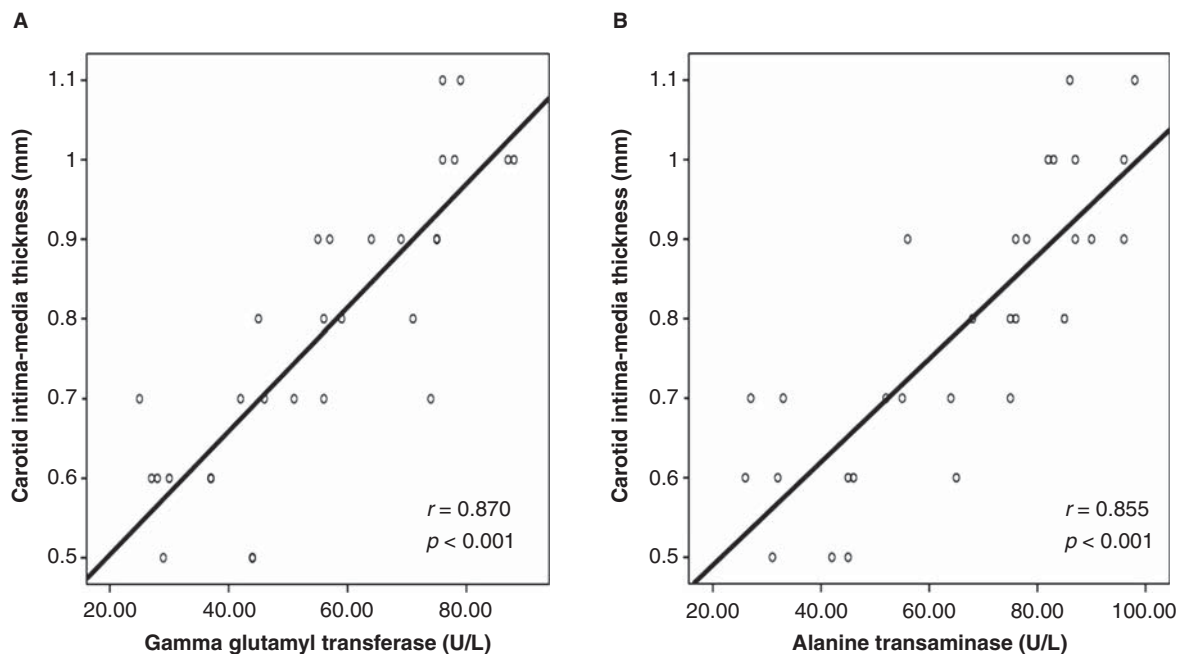 A
Carotid intima-media thickness (mm)
1.1
1
0.9
0.8
0.7
0.6
0.5
r = 0.870
p < 0.001
20.00 40.00 60.00 80.00
Gamma glutamyl transferase (U/L)
B
Carotid intima-media thickness (mm)
1.1
1
0.9
0.8
0.7
0.6
0.5
r = 0.855
p < 0.001
20.00 40.00 60.00 80.00 100.00
Alanine transaminase (U/L)